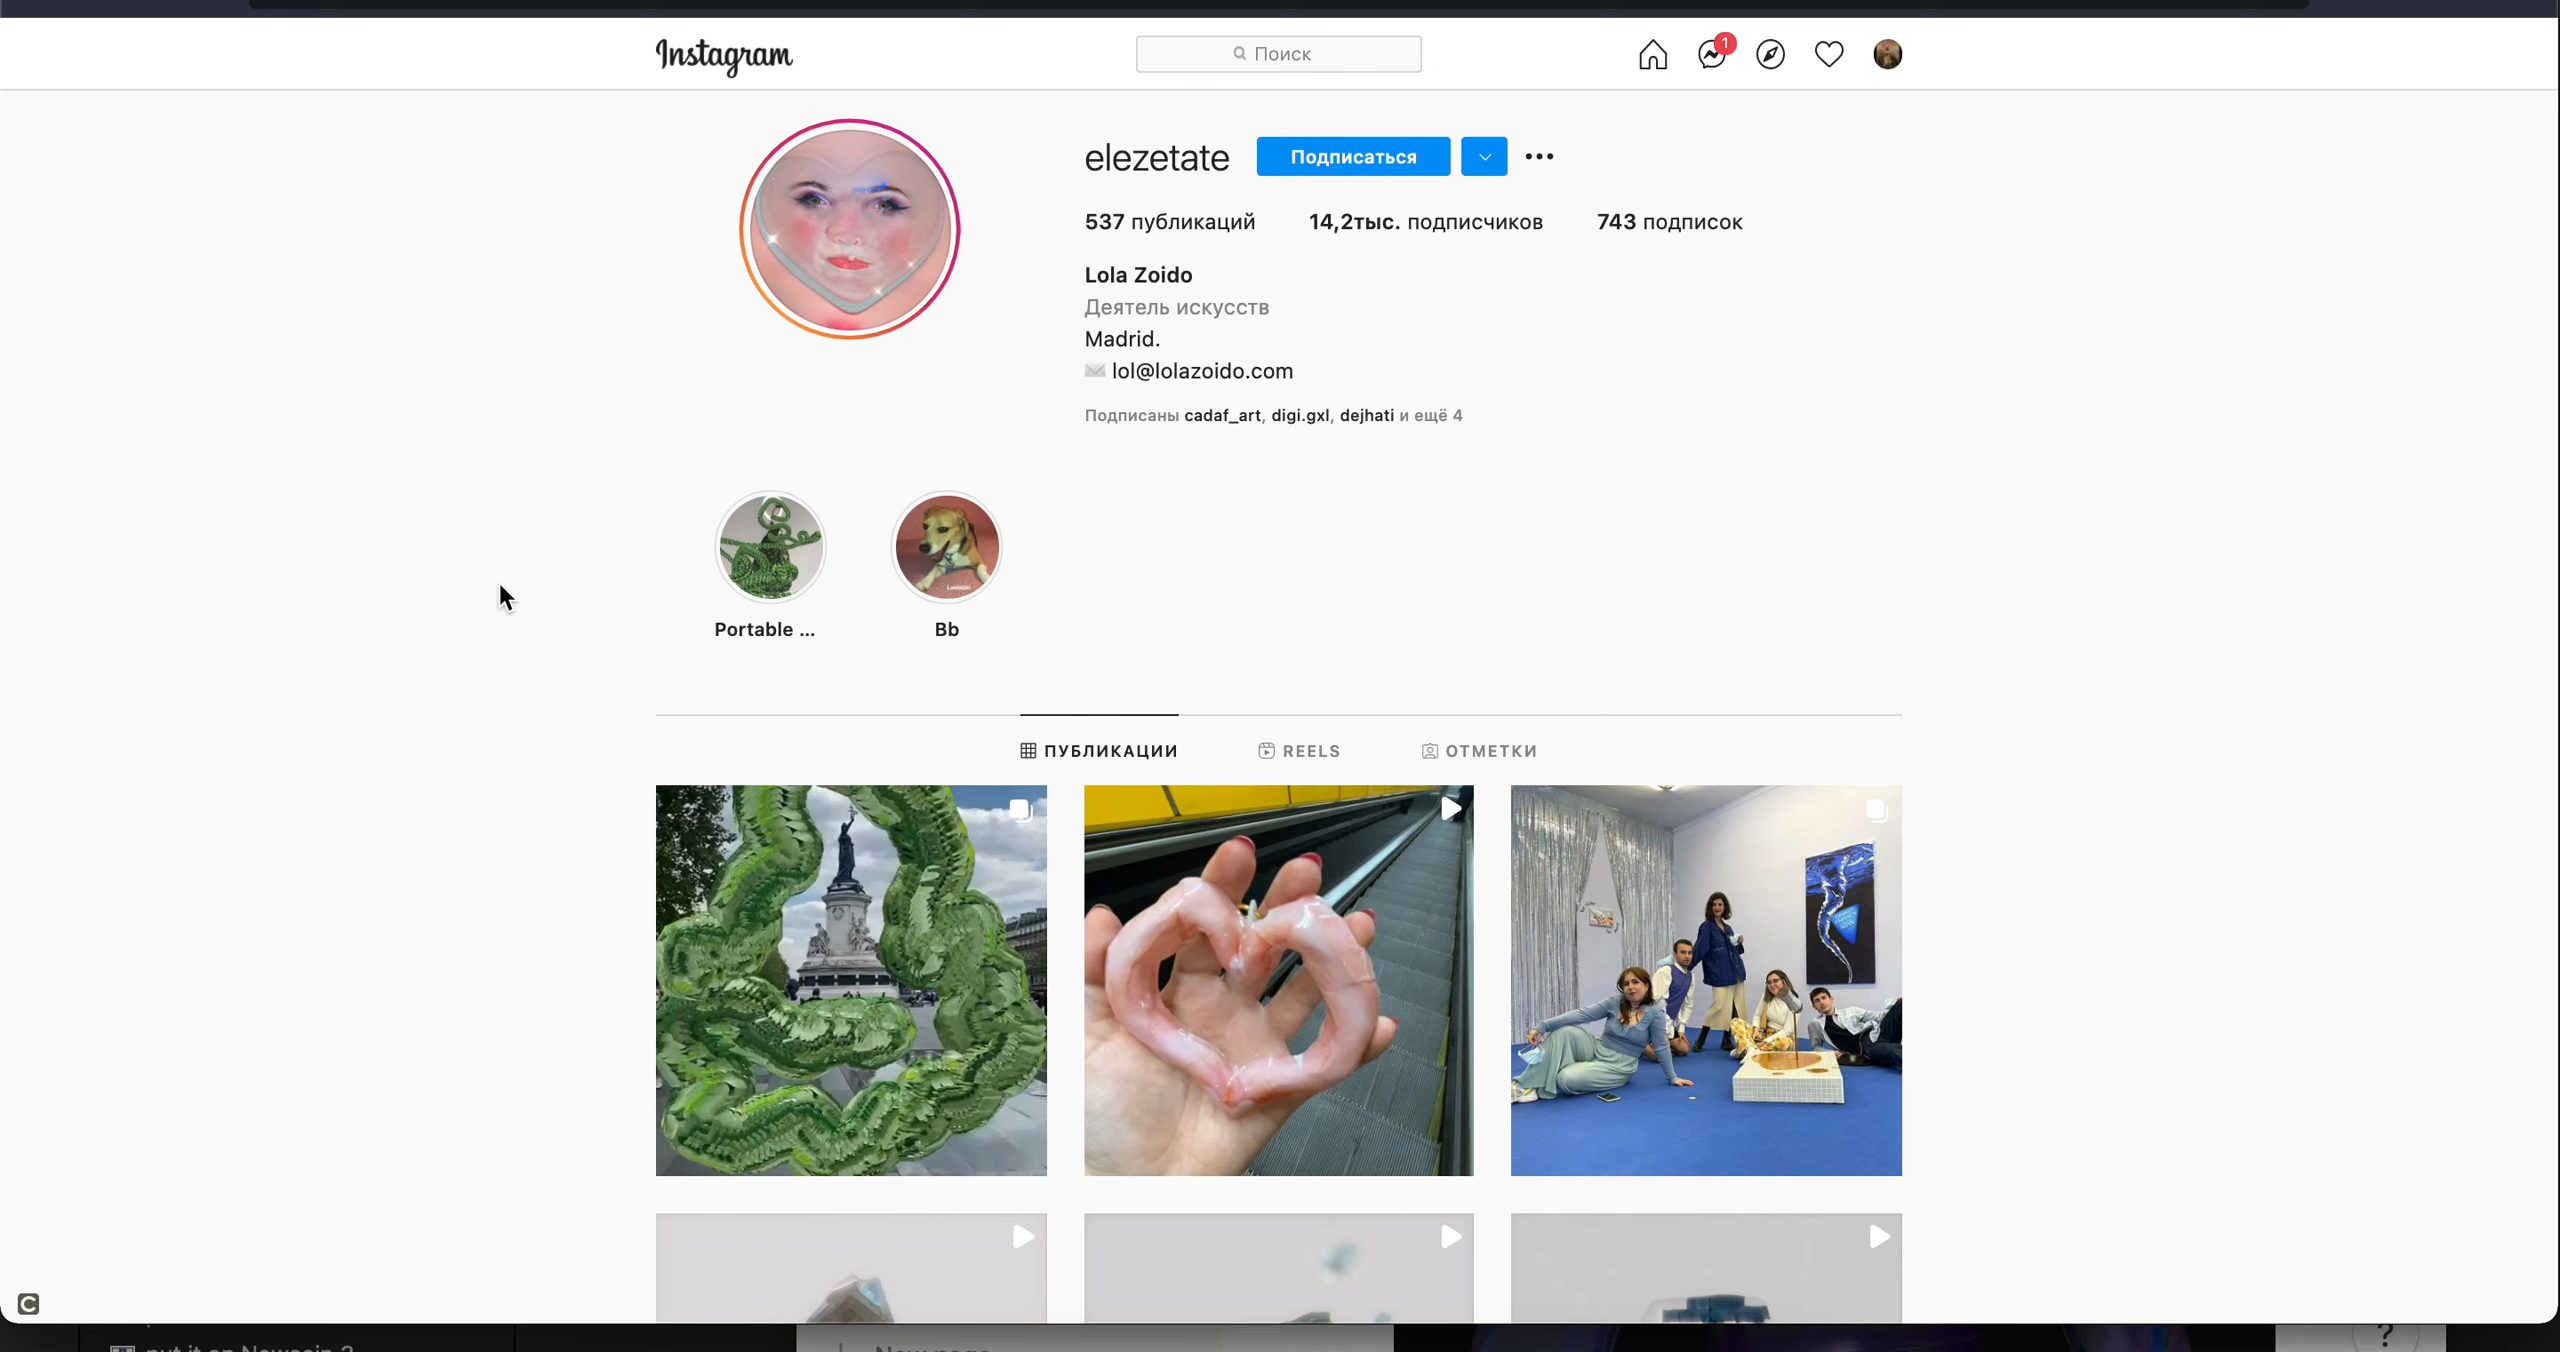 Instagram
Поиск
1
elezetate
Подписаться
537 публикаций 14,2тыс. подписчиков 743 подписок
Lola Zoido
Деятель искусств
Madrid.
lol@lolazoido.com
Подписаны cadaf_art, digi.gxl, dejhati и ещё 4
Portable ... Bb
ПУБЛИКАЦИИ REELS ОТМЕТКИ
C
?